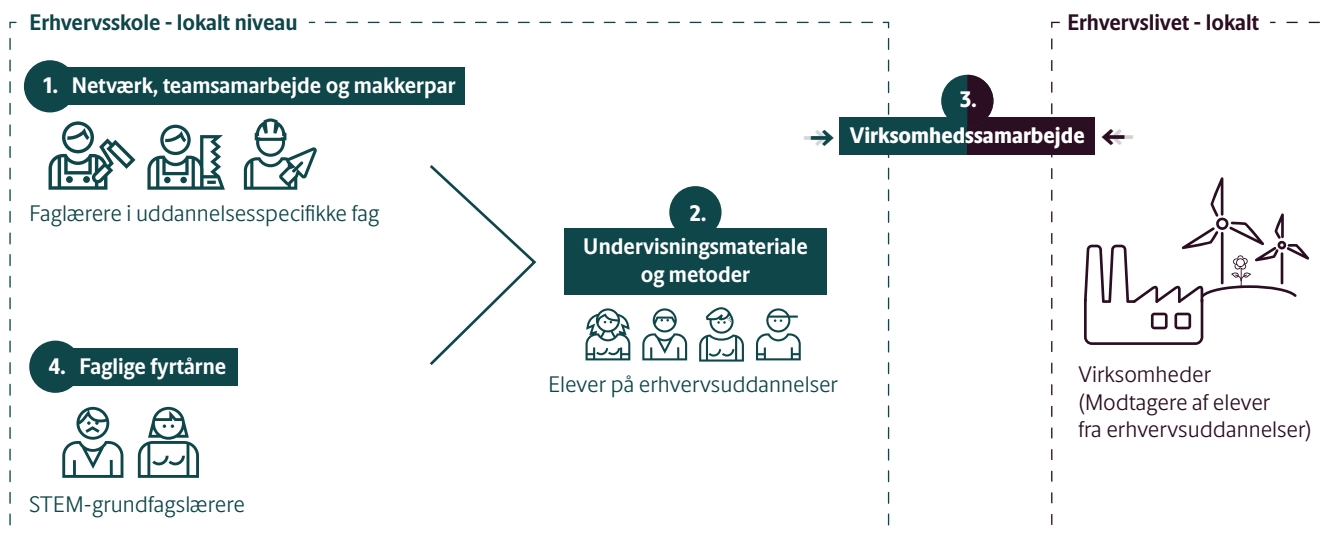 Erhvervsskole - lokalt niveau
1. Netværk, teamsamarbejde og makkerpar
Faglærere i uddannelsesspecifikke fag
4. Faglige fyrtårne
STEM-grundfagslærere
2.
Undervisningsmateriale
og metoder
Elever på erhvervsuddannelser
3.
Virksomhedssamarbejde
Erhvervslivet - lokalt
Virksomheder
(Modtagere af elever
fra erhvervsuddannelser)